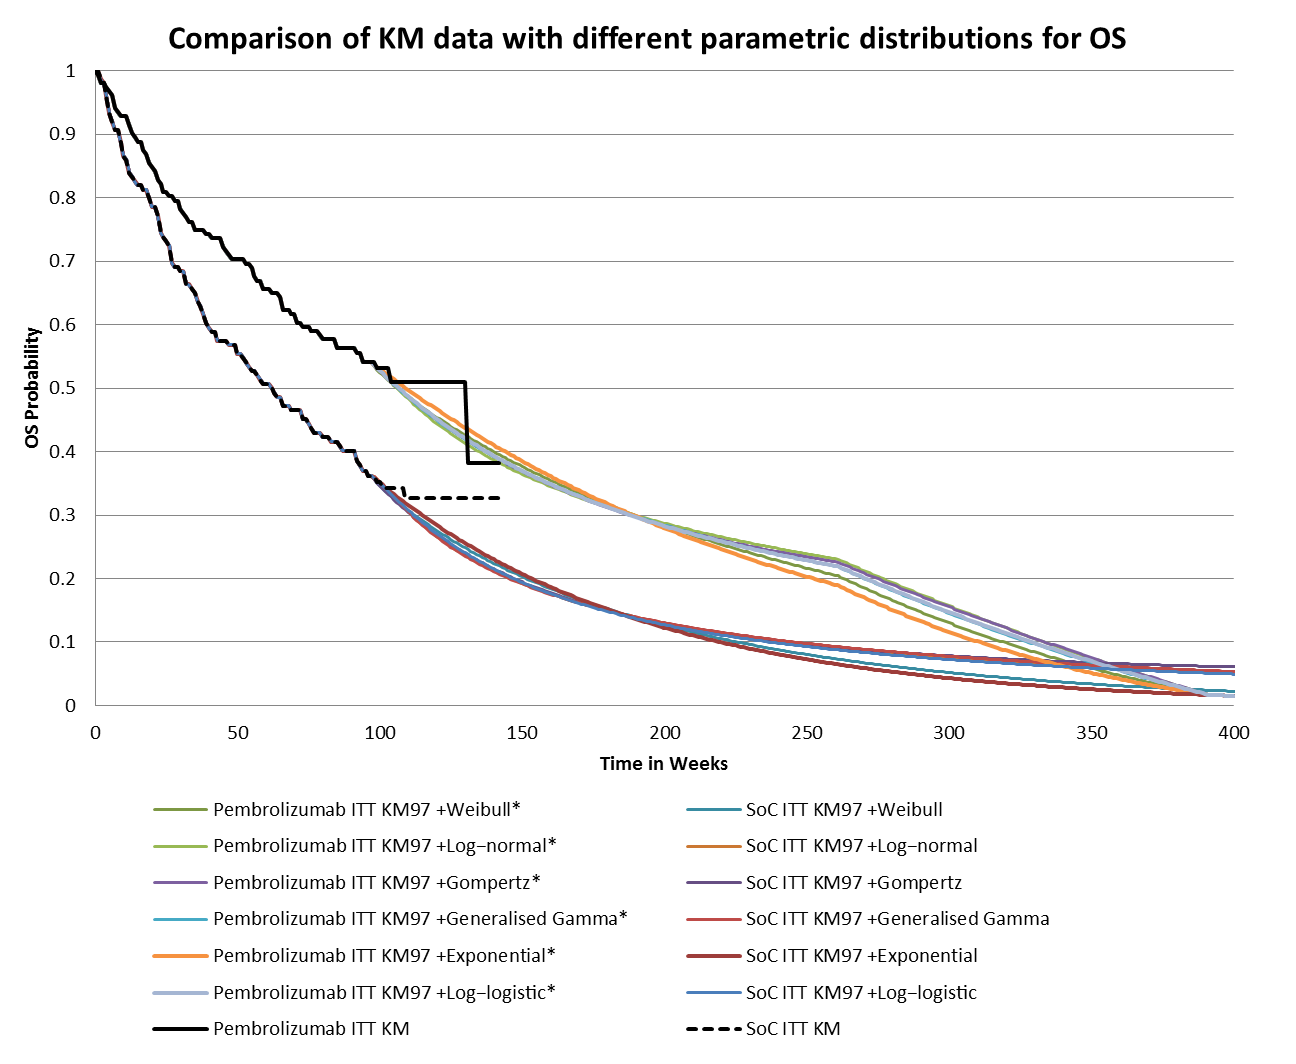 Comparison of KM data with different parametric distributions for OS
1
0.9
0.8
0.7
0.6
0.5
0.4
0.3
0.2
0.1
0
OS Probability
0 50 100 150 200 250 300 350 400
Time in Weeks
Pembrolizumab ITT KM97 +Weibull* SoC ITT KM97 +Weibull
Pembrolizumab ITT KM97 +Log−normal* SoC ITT KM97 +Log−normal
Pembrolizumab ITT KM97 +Gompertz* SoC ITT KM97 +Gompertz
Pembrolizumab ITT KM97 +Generalised Gamma* SoC ITT KM97 +Generalised Gamma
Pembrolizumab ITT KM97 +Exponential* SoC ITT KM97 +Exponential
Pembrolizumab ITT KM97 +Log−logistic* SoC ITT KM97 +Log−logistic
Pembrolizumab ITT KM SoC ITT KM